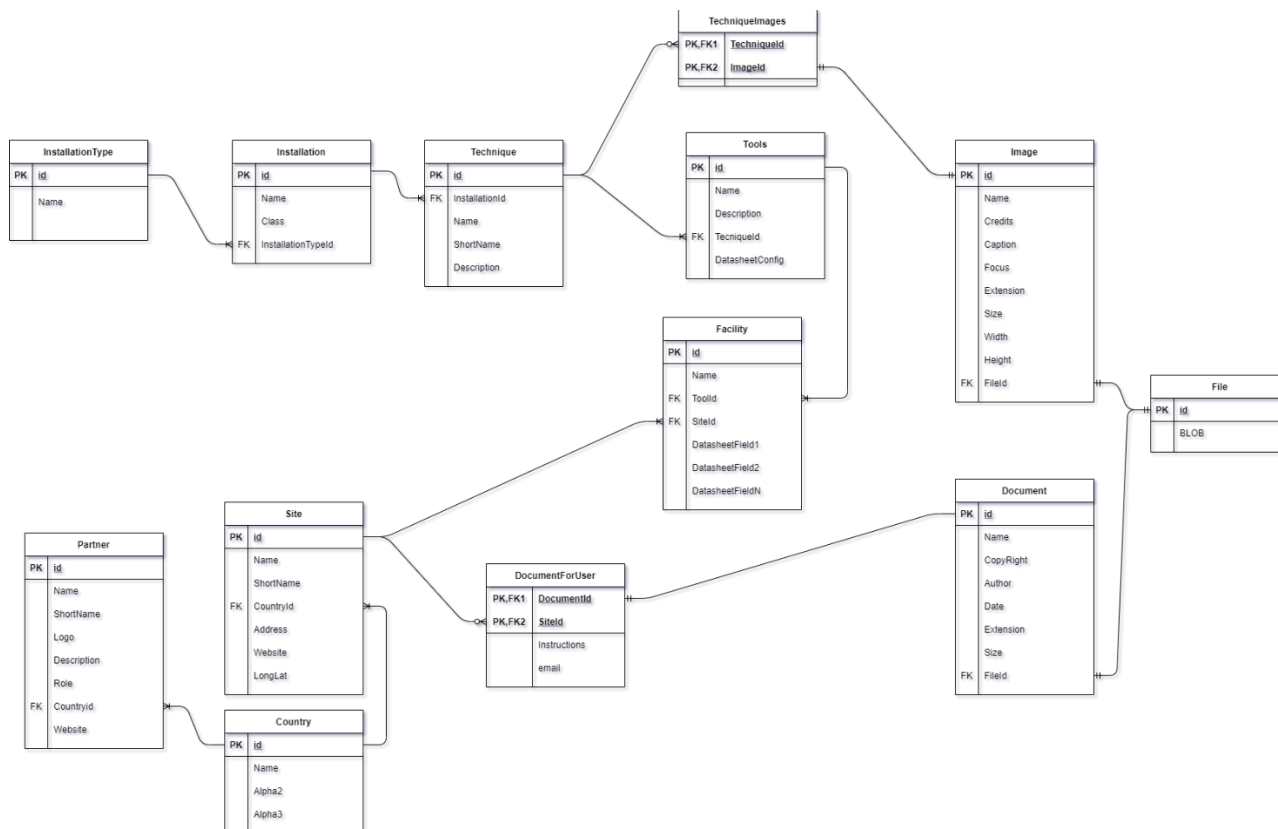 TechniqueImages
PK,FK1 TechniqueId
PK,FK2 ImageId
InstallationType
PK id
Name
Installation
PK id
Name
Class
FK InstallationTypeId
Technique
PK id
FK InstallationId
Name
ShortName
Description
Tools
PK id
Name
Description
FK TecniqueId
DatasheetConfig
Image
PK id
Name
Credits
Caption
Focus
Extension
Size
Width
Height
FK FileId
Facility
PK id
Name
FK ToolId
FK SiteId
DatasheetField1
DatasheetField2
DatasheetFieldN
File
PK id
BLOB
Site
PK id
Name
ShortName
FK CountryId
Address
Website
LongLat
Partner
PK id
Name
ShortName
Logo
Description
Role
FK CountryId
Website
DocumentForUser
PK,FK1 DocumentId
PK,FK2 SiteId
Instructions
email
Document
PK id
Name
CopyRight
Author
Date
Extension
Size
FK FileId
Country
PK id
Name
Alpha2
Alpha3